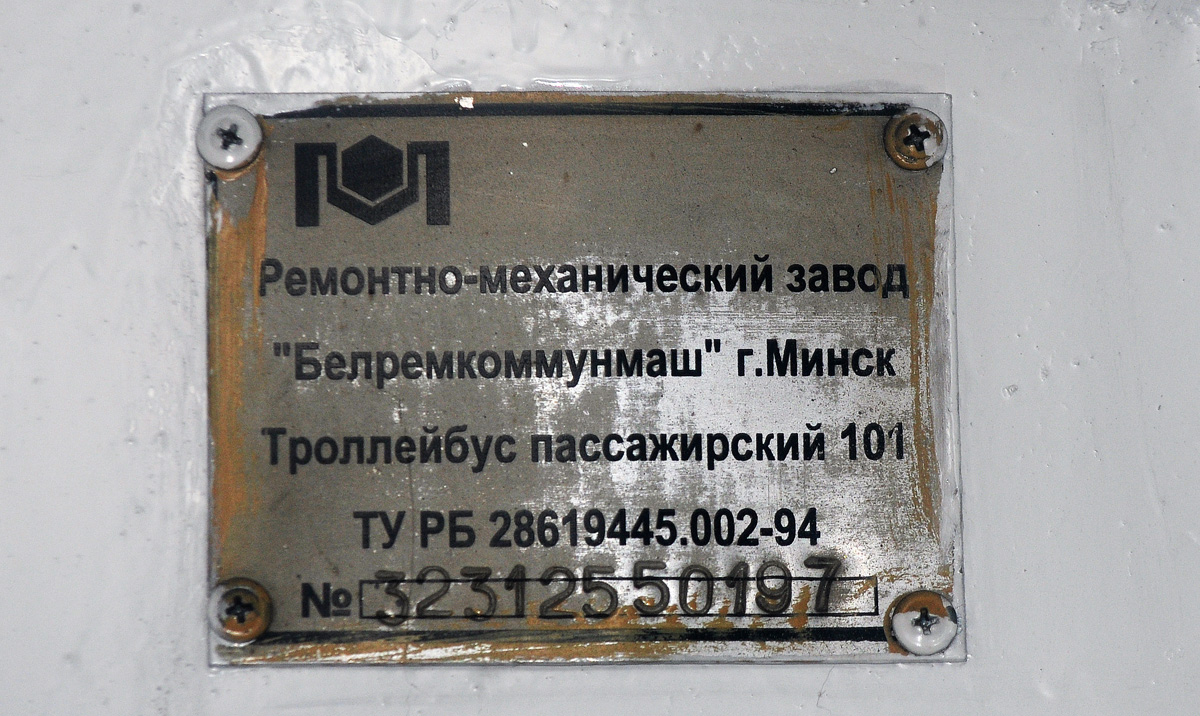 Ремонтно-механический завод
"Белремкоммунмаш" г.Минск
Троллейбус пассажирский 101
ТУ РБ 28619445.002-94
№ 32312550197